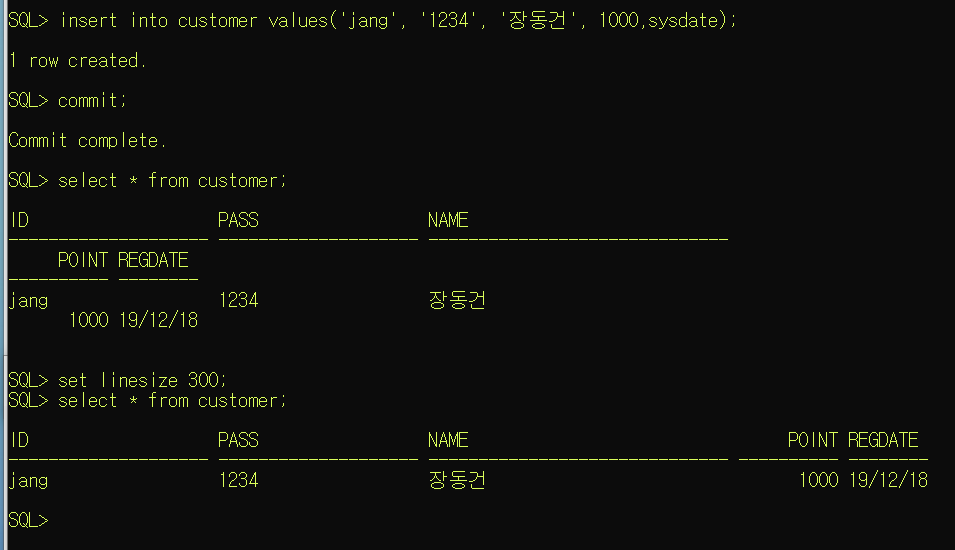 SQL> insert into customer values('jang', '1234', '장동건', 1000,sysdate);
1 row created.
SQL> commit;
Commit complete.
SQL> select * from customer;
ID                   PASS                 NAME
-------------------- -------------------- ------------------------------
     POINT REGDATE
---------- --------
jang                 1234                 장동건
      1000 19/12/18
SQL> set linesize 300;
SQL> select * from customer;
ID                   PASS                 NAME                                POINT REGDATE
-------------------- -------------------- ------------------------------ ---------- --------
jang                 1234                 장동건                               1000 19/12/18
SQL>